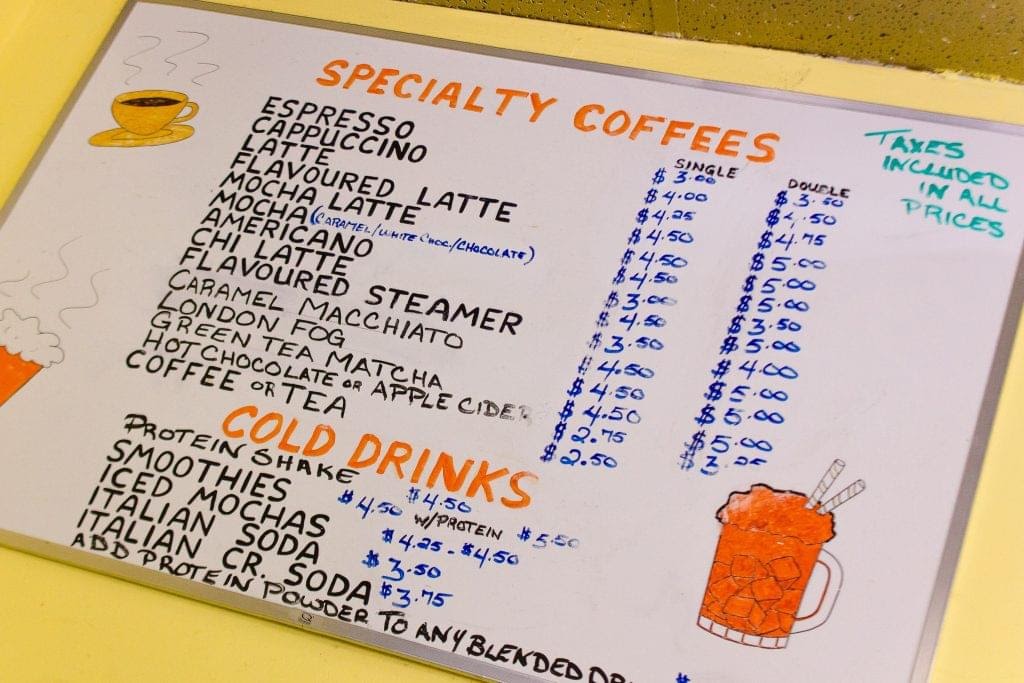 SPECIALTY COFFEES
TAXES
INCLUDED
IN ALL
PRICES
SINGLE DOUBLE
ESPRESSO $3.00 $3.50
CAPPUCCINO $4.00 $4.50
LATTE $4.25 $4.75
FLAVOURED LATTE $4.50 $5.00
MOCHA LATTE $4.50 $5.00
MOCHA (CARAMEL/WHITE CHOC/CHOCOLATE) $4.50 $5.00
AMERICANO $3.00 $3.50
CHI LATTE $4.50 $5.00
FLAVOURED STEAMER $3.50 $4.00
CARAMEL MACCHIATO $4.50 $5.00
LONDON FOG $4.50 $5.00
GREEN TEA MATCHA $4.50 $5.00
HOT CHOCOLATE OR APPLE CIDER $2.75 $3.25
COFFEE OR TEA $2.50
COLD DRINKS
PROTEIN SHAKE $4.50
SMOOTHIES $4.50 W/PROTEIN $5.50
ICED MOCHAS $4.25 - $4.50
ITALIAN SODA $3.50
ITALIAN CR. SODA $3.75
ADD PROTEIN POWDER TO ANY BLENDED